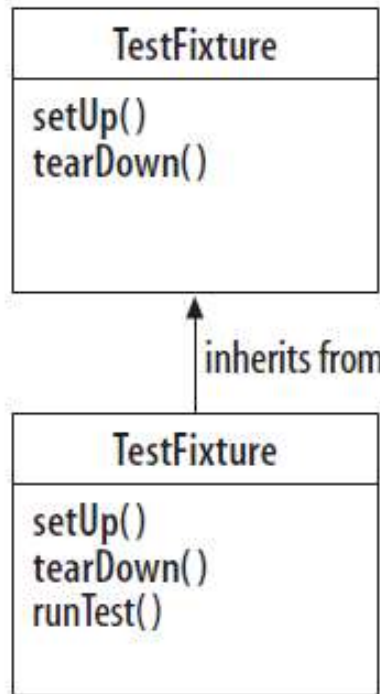 TestFixture
setUp()
tearDown()
inherits from
TestFixture
setUp()
tearDown()
runTest()